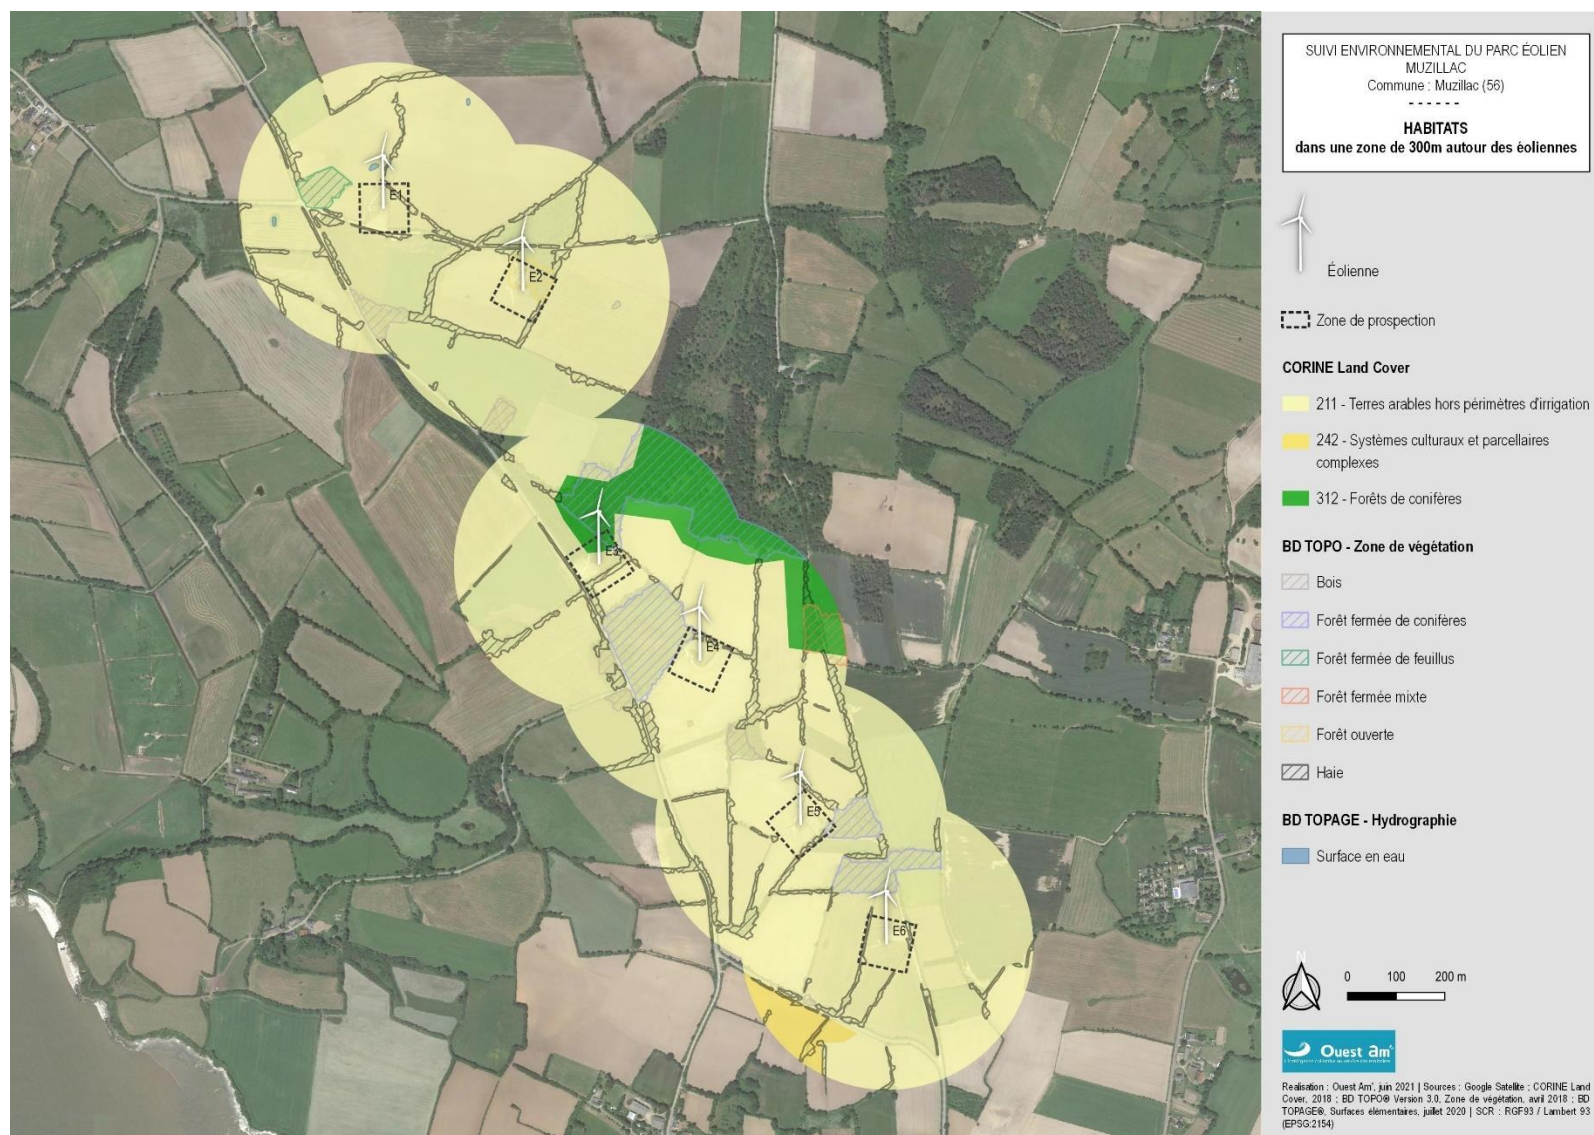 SUIVI ENVIRONNEMENTAL DU PARC ÉOLIEN
MUZILLAC
Commune : Muzillac (56)
- - - - - -
HABITATS
dans une zone de 300m autour des éoliennes
Éolienne
Zone de prospection
CORINE Land Cover
211 - Terres arables hors périmètres d'irrigation
242 - Systèmes culturaux et parcellaires
complexes
312 - Forêts de conifères
BD TOPO - Zone de végétation
Bois
Forêt fermée de conifères
Forêt fermée de feuillus
Forêt fermée mixte
Forêt ouverte
Haie
BD TOPAGE - Hydrographie
Surface en eau
E1
E2
E3
E4
E5
E6
N
0 100 200 m
Ouest am'
Realisation : Ouest Am', juin 2021 | Sources : Google Satellite ; CORINE Land
Cover, 2018 ; BD TOPO® Version 3.0, Zone de végétation, avril 2018 ; BD
TOPAGE®, Surfaces élémentaires, juillet 2020 | SCR : RGF93 / Lambert 93
(EPSG:2154)